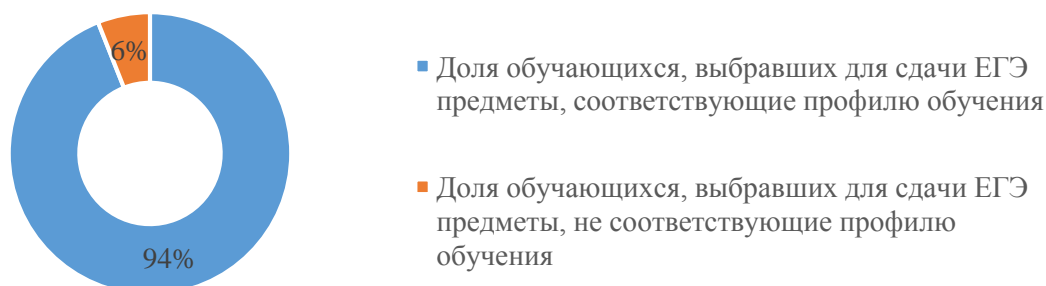 6%
94%
Доля обучающихся, выбравших для сдачи ЕГЭ
предметы, соответствующие профилю обучения
Доля обучающихся, выбравших для сдачи ЕГЭ
предметы, не соответствующие профилю
обучения